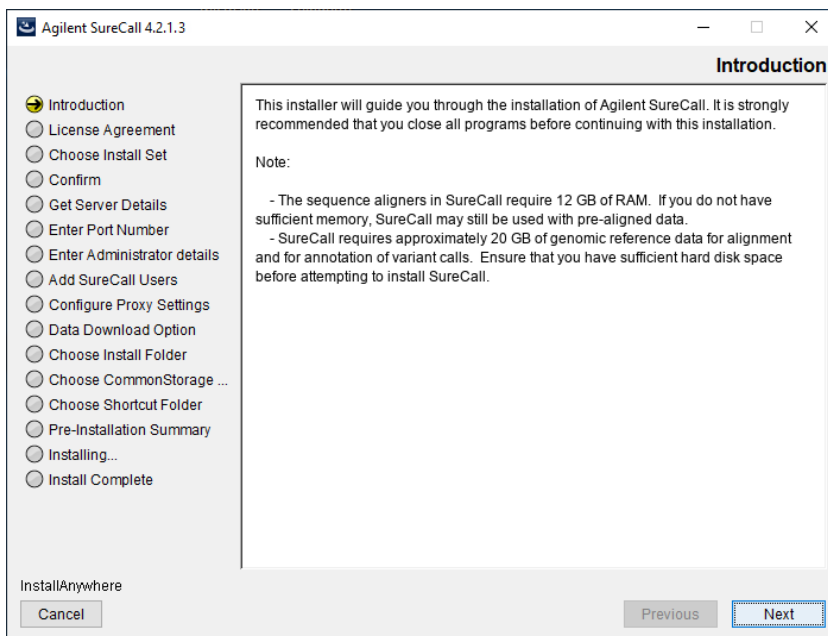 Agilent SureCall 4.2.1.3
Introduction
Introduction
License Agreement
Choose Install Set
Confirm
Get Server Details
Enter Port Number
Enter Administrator details
Add SureCall Users
Configure Proxy Settings
Data Download Option
Choose Install Folder
Choose CommonStorage ...
Choose Shortcut Folder
Pre-Installation Summary
Installing...
Install Complete
This installer will guide you through the installation of Agilent SureCall. It is strongly
recommended that you close all programs before continuing with this installation.
Note:
- The sequence aligners in SureCall require 12 GB of RAM.  If you do not have
sufficient memory, SureCall may still be used with pre-aligned data.
- SureCall requires approximately 20 GB of genomic reference data for alignment
and for annotation of variant calls.  Ensure that you have sufficient hard disk space
before attempting to install SureCall.
InstallAnywhere
Cancel
Previous
Next